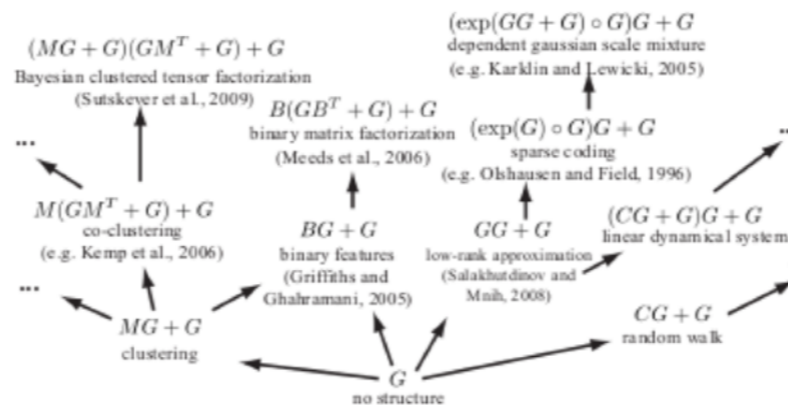 (exp(GG + G) ∘ G)G + G
dependent gaussian scale mixture
(e.g. Karklin and Lewicki, 2005)
(MG + G)(GM^T + G) + G
Bayesian clustered tensor factorization
(Sutskever et al., 2009)
B(GB^T + G) + G
binary matrix factorization
(Meeds et al., 2006)
(exp(G) ∘ G)G + G
sparse coding
(e.g. Olshausen and Field, 1996)
...
...
M(GM^T + G) + G
co-clustering
(e.g. Kemp et al., 2006)
BG + G
binary features
(Griffiths and
Ghahramani, 2005)
GG + G
low-rank approximation
(Salakhutdinov and
Mnih, 2008)
(CG + G)G + G
linear dynamical system
...
MG + G
clustering
CG + G
random walk
G
no structure